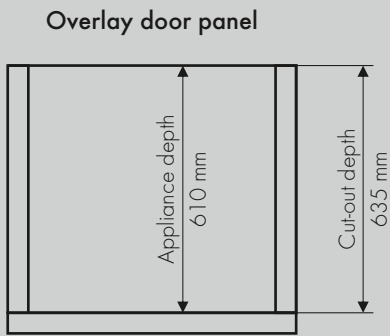 Overlay door panel
Appliance depth
610 mm
Cut-out depth
635 mm